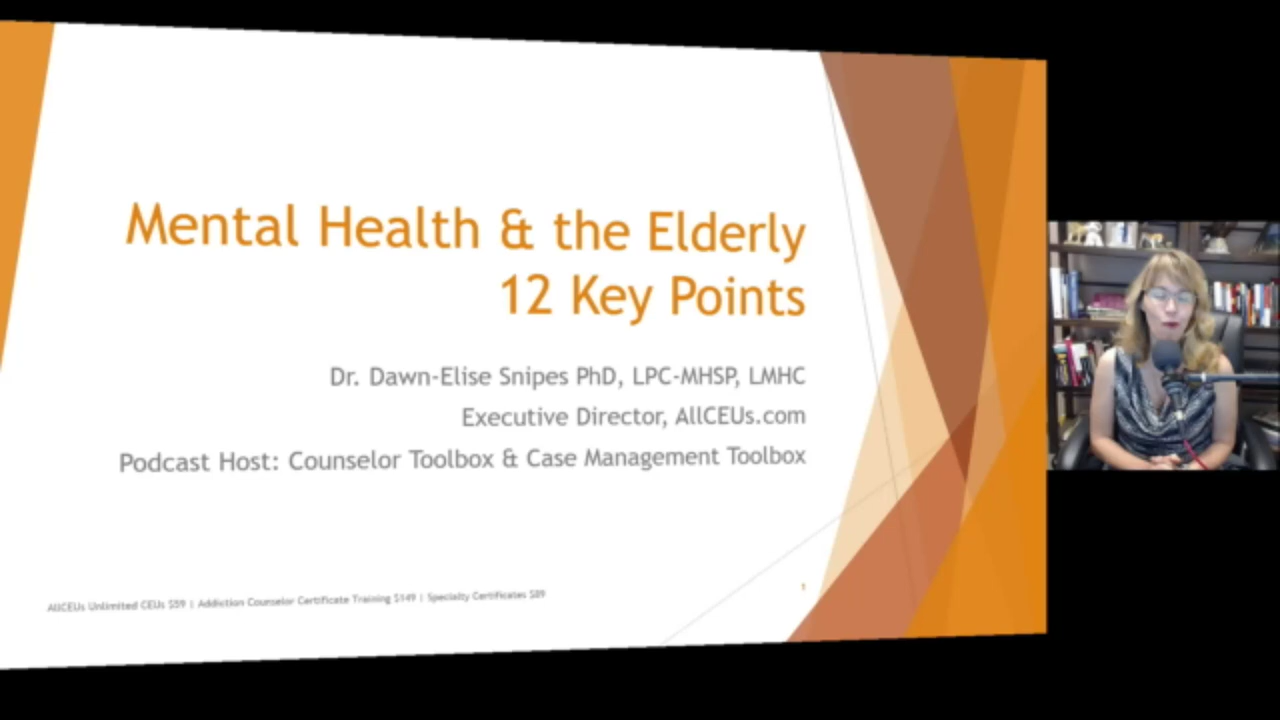 Mental Health & the Elderly
12 Key Points
Dr. Dawn-Elise Snipes PhD, LPC-MHSP, LMHC
Executive Director, AllCEUs.com
Podcast Host: Counselor Toolbox & Case Management Toolbox
AllCEUs Unlimited CEUs $59 | Addiction Counselor Certificate Training $149 | Specialty Certificates $89
1